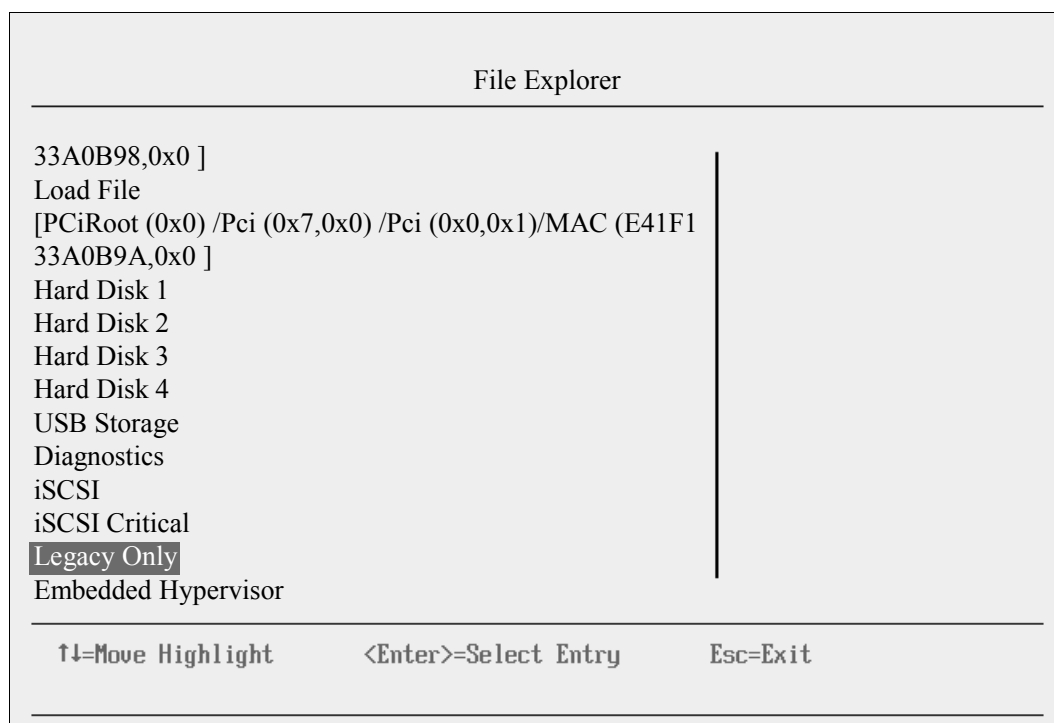 File Explorer
33A0B98,0x0 ]
Load File
[PCiRoot (0x0) /Pci (0x7,0x0) /Pci (0x0,0x1)/MAC (E41F1
33A0B9A,0x0 ]
Hard Disk 1
Hard Disk 2
Hard Disk 3
Hard Disk 4
USB Storage
Diagnostics
iSCSI
iSCSI Critical
Legacy Only
Embedded Hypervisor
↑↓=Move Highlight <Enter>=Select Entry Esc=Exit